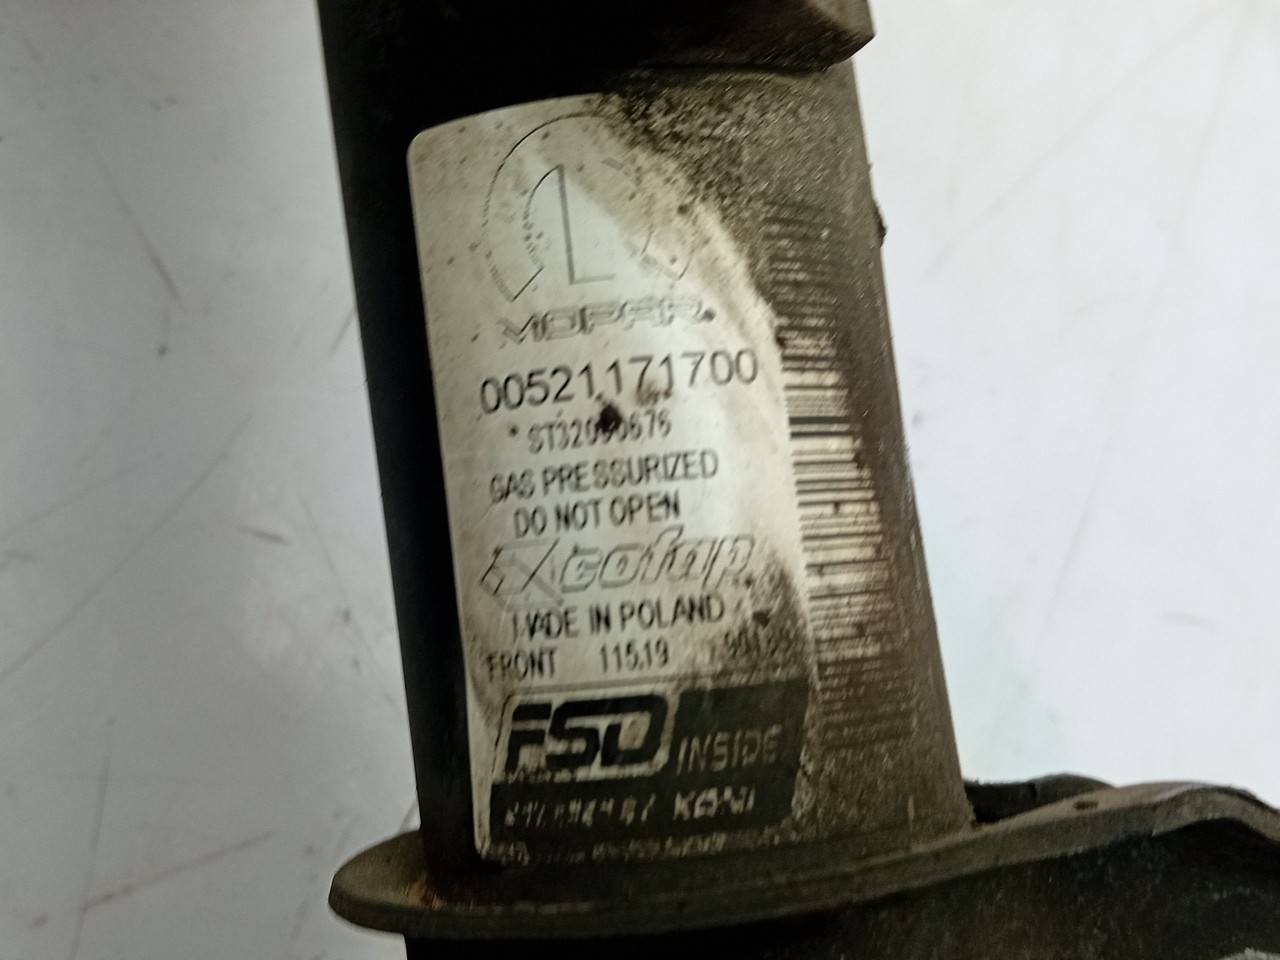 MOPAR
00521171700
GAS PRESSURIZED
DO NOT OPEN
cofap
MADE IN POLAND
FRONT 115.19
FSD
INSIDE
KONI